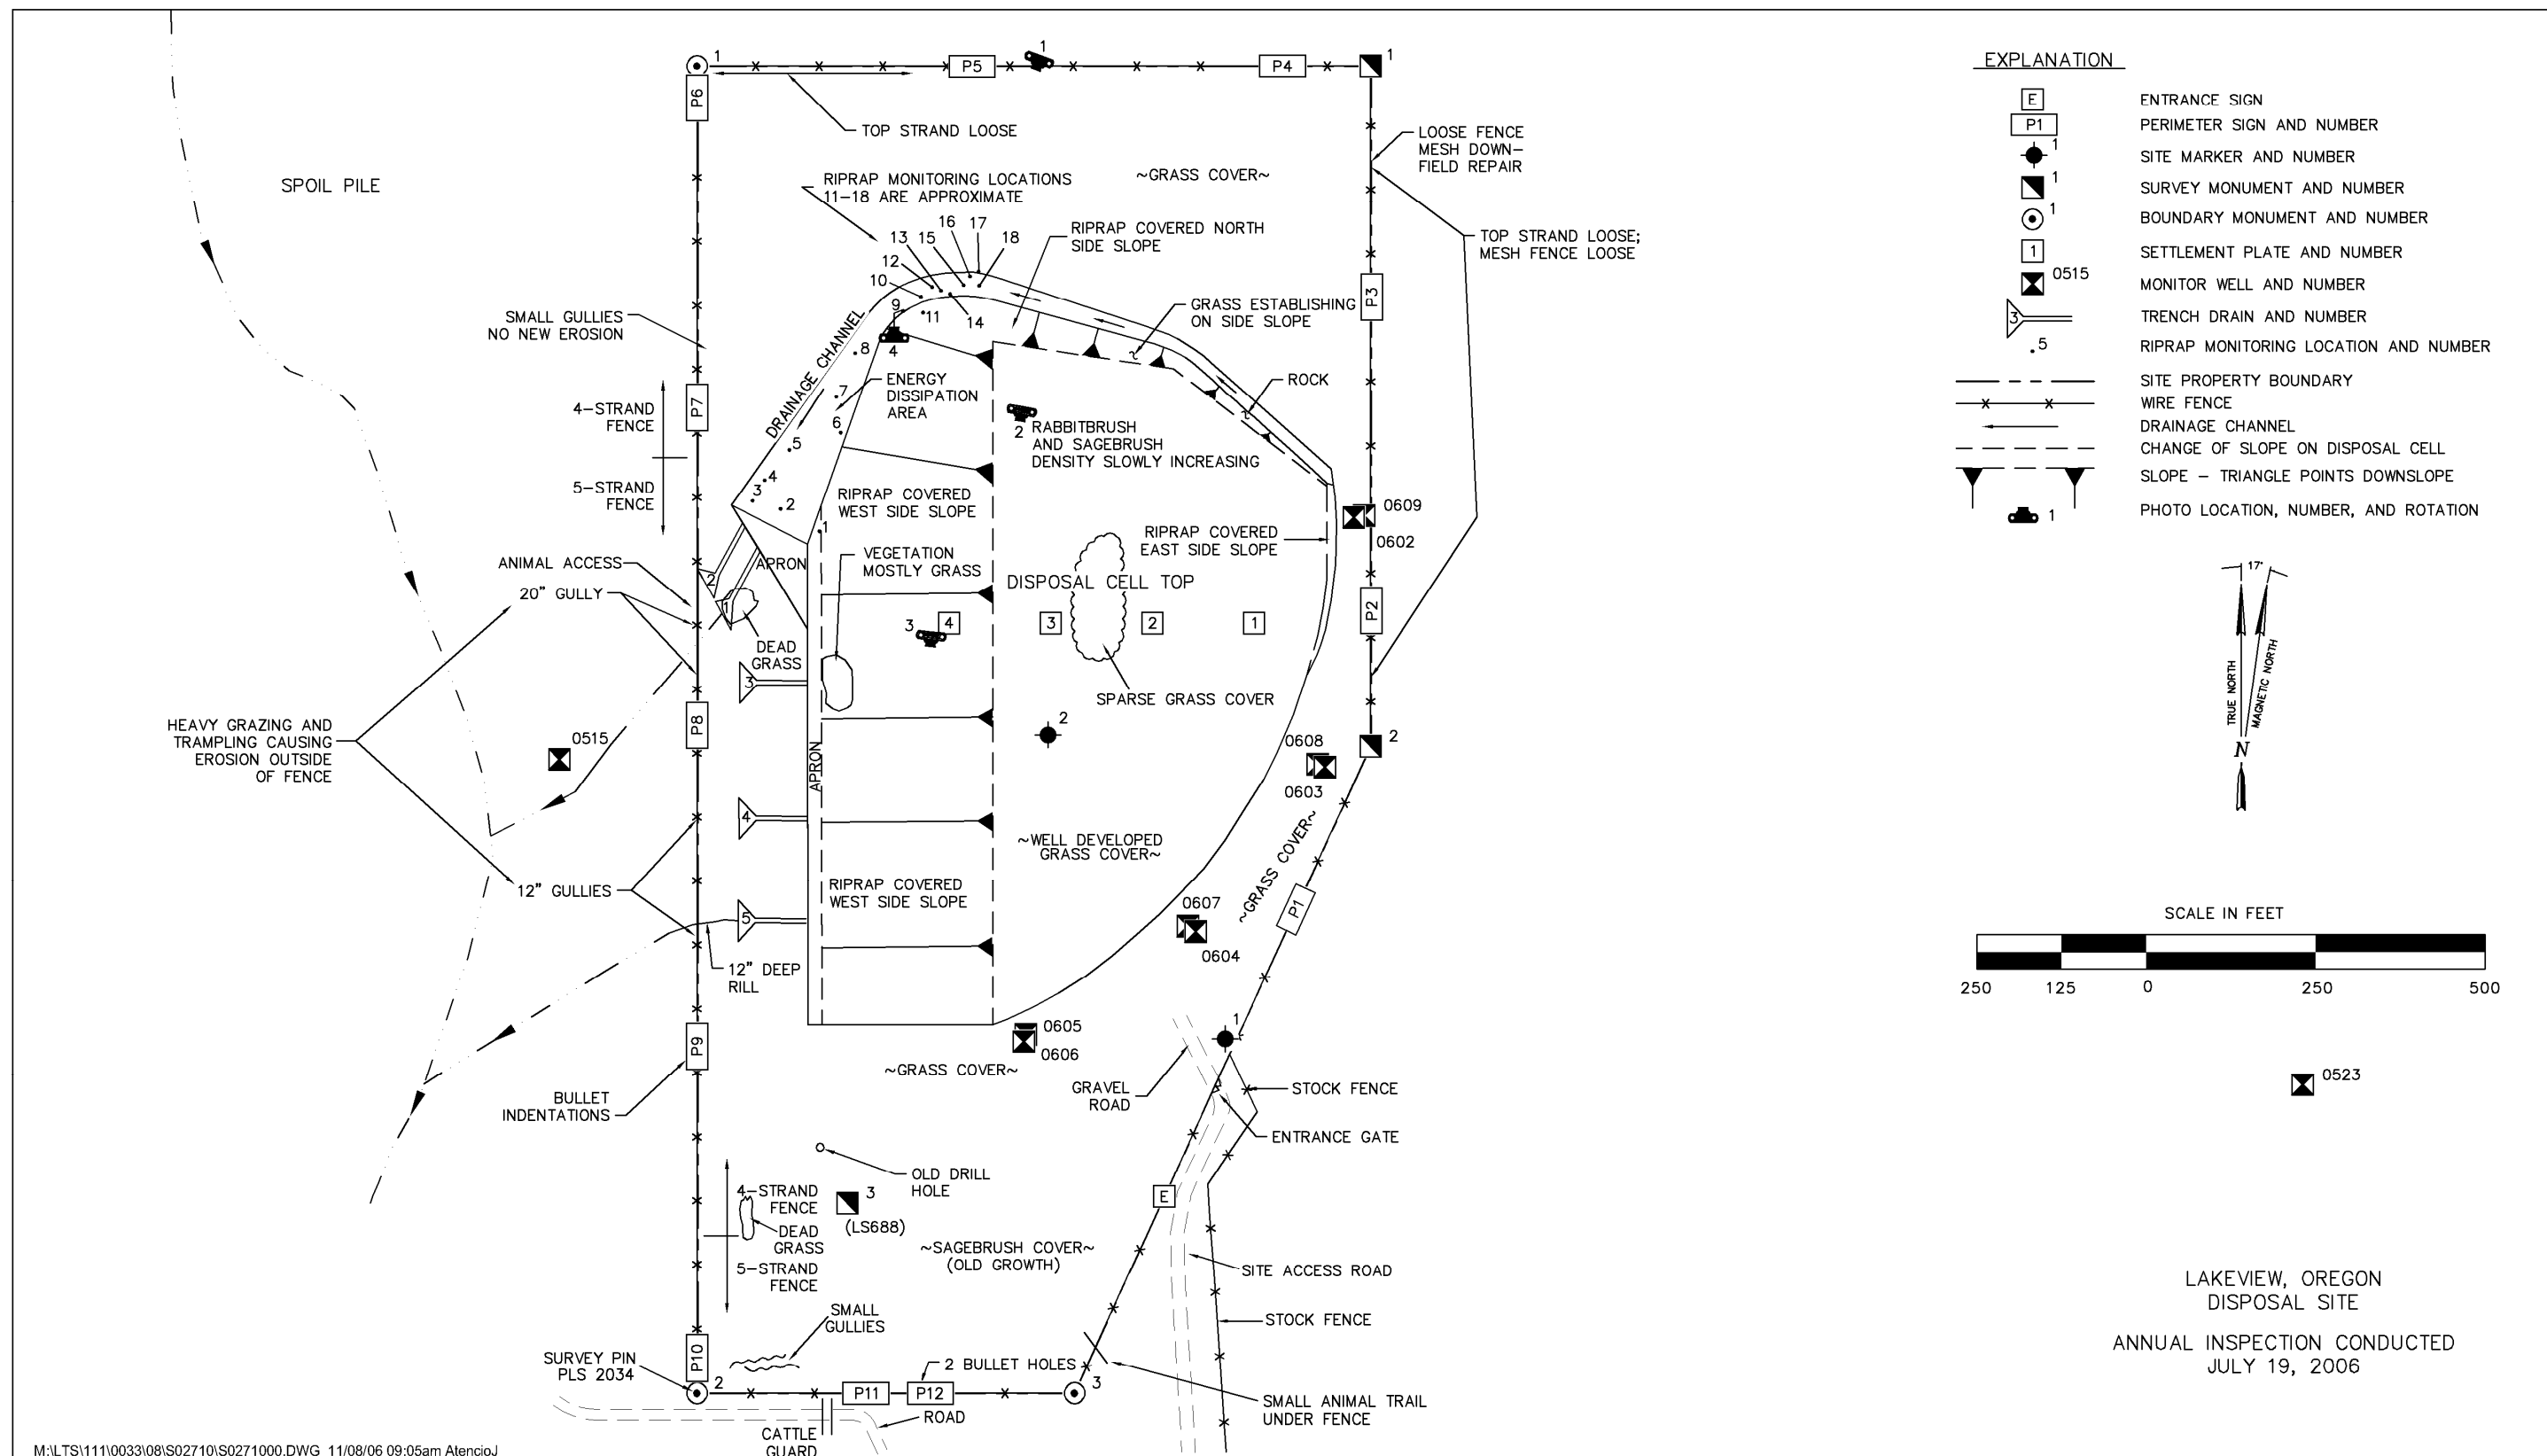 1
P5
1
P4
1
P6
TOP STRAND LOOSE
LOOSE FENCE
MESH DOWN-
FIELD REPAIR
SPOIL PILE
RIPRAP MONITORING LOCATIONS
11-18 ARE APPROXIMATE
~GRASS COVER~
RIPRAP COVERED NORTH
SIDE SLOPE
TOP STRAND LOOSE;
MESH FENCE LOOSE
16
17
13
15
18
12
10
9
11
14
P3
GRASS ESTABLISHING
ON SIDE SLOPE
SMALL GULLIES
NO NEW EROSION
DRAINAGE CHANNEL
8
4
ROCK
ENERGY
DISSIPATION
AREA
7
6
5
4
3
2
1
P7
4-STRAND
FENCE
5-STRAND
FENCE
2
RABBITBRUSH
AND SAGEBRUSH
DENSITY SLOWLY INCREASING
RIPRAP COVERED
WEST SIDE SLOPE
RIPRAP COVERED
EAST SIDE SLOPE
0609
0602
ANIMAL ACCESS
20" GULLY
APRON
VEGETATION
MOSTLY GRASS
DISPOSAL CELL TOP
2
1
DEAD
GRASS
3
4
3
2
1
P2
3
SPARSE GRASS COVER
HEAVY GRAZING AND
TRAMPLING CAUSING
EROSION OUTSIDE
OF FENCE
0515
P8
APRON
2
2
0608
0603
4
~WELL DEVELOPED
GRASS COVER~
~GRASS COVER~
12" GULLIES
RIPRAP COVERED
WEST SIDE SLOPE
5
P1
0607
0604
12" DEEP
RILL
P9
0605
0606
1
~GRASS COVER~
GRAVEL
ROAD
STOCK FENCE
BULLET
INDENTATIONS
ENTRANCE GATE
OLD DRILL
HOLE
4-STRAND
FENCE
3
(LS688)
DEAD
GRASS
5-STRAND
FENCE
E
~SAGEBRUSH COVER~
(OLD GROWTH)
SITE ACCESS ROAD
SMALL
GULLIES
STOCK FENCE
SURVEY PIN
PLS 2034
P10
2
2 BULLET HOLES
P11
P12
3
SMALL ANIMAL TRAIL
UNDER FENCE
ROAD
CATTLE
GUARD
M:\LTS\111\0033\08\S02710\S0271000.DWG 11/08/06 09:05am AtencioJ
EXPLANATION
E ENTRANCE SIGN
P1 PERIMETER SIGN AND NUMBER
1 SITE MARKER AND NUMBER
1 SURVEY MONUMENT AND NUMBER
1 BOUNDARY MONUMENT AND NUMBER
1 SETTLEMENT PLATE AND NUMBER
0515 MONITOR WELL AND NUMBER
3 TRENCH DRAIN AND NUMBER
5 RIPRAP MONITORING LOCATION AND NUMBER
SITE PROPERTY BOUNDARY
WIRE FENCE
DRAINAGE CHANNEL
CHANGE OF SLOPE ON DISPOSAL CELL
SLOPE - TRIANGLE POINTS DOWNSLOPE
1 PHOTO LOCATION, NUMBER, AND ROTATION
17'
TRUE NORTH
MAGNETIC NORTH
N
SCALE IN FEET
250 125 0 250 500
0523
LAKEVIEW, OREGON
DISPOSAL SITE
ANNUAL INSPECTION CONDUCTED
JULY 19, 2006